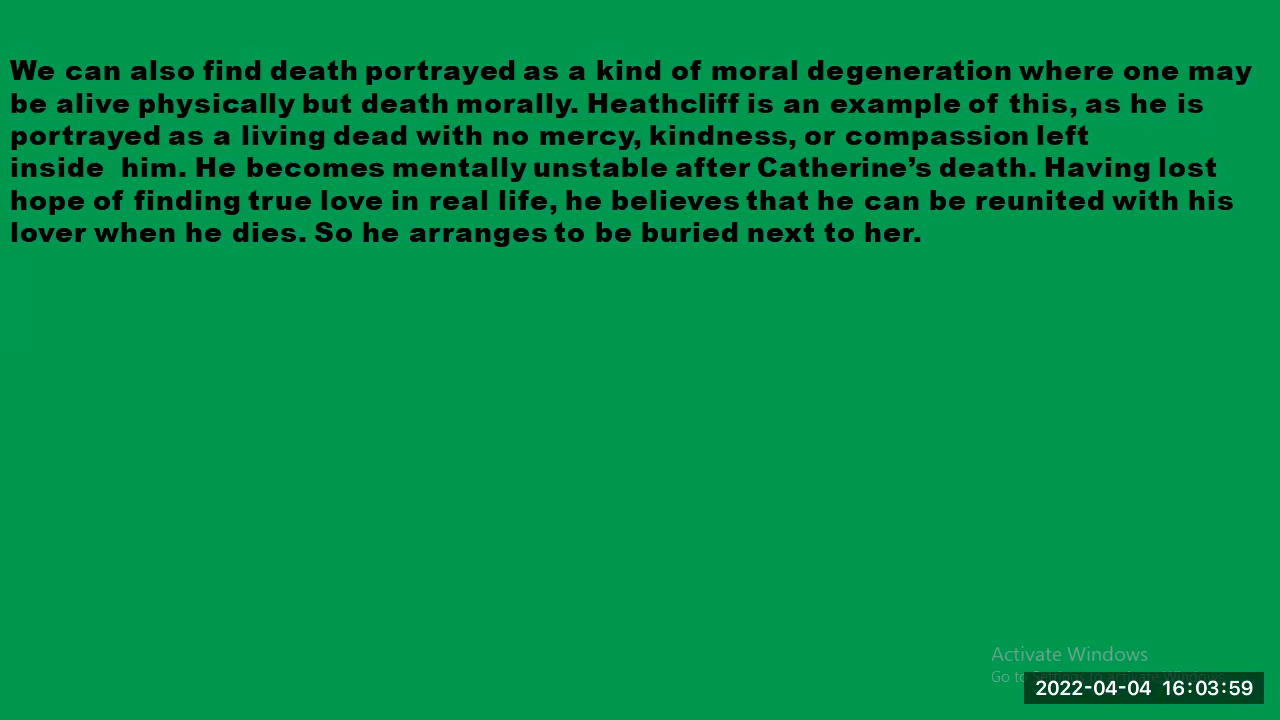 We can also find death portrayed as a kind of moral degeneration where one may
be alive physically but death morally. Heathcliff is an example of this, as he is
portrayed as a living dead with no mercy, kindness, or compassion left
inside  him. He becomes mentally unstable after Catherine’s death. Having lost
hope of finding true love in real life, he believes that he can be reunited with his
lover when he dies. So he arranges to be buried next to her.
Activate Windows
Go to
2022-04-04 16:03:59